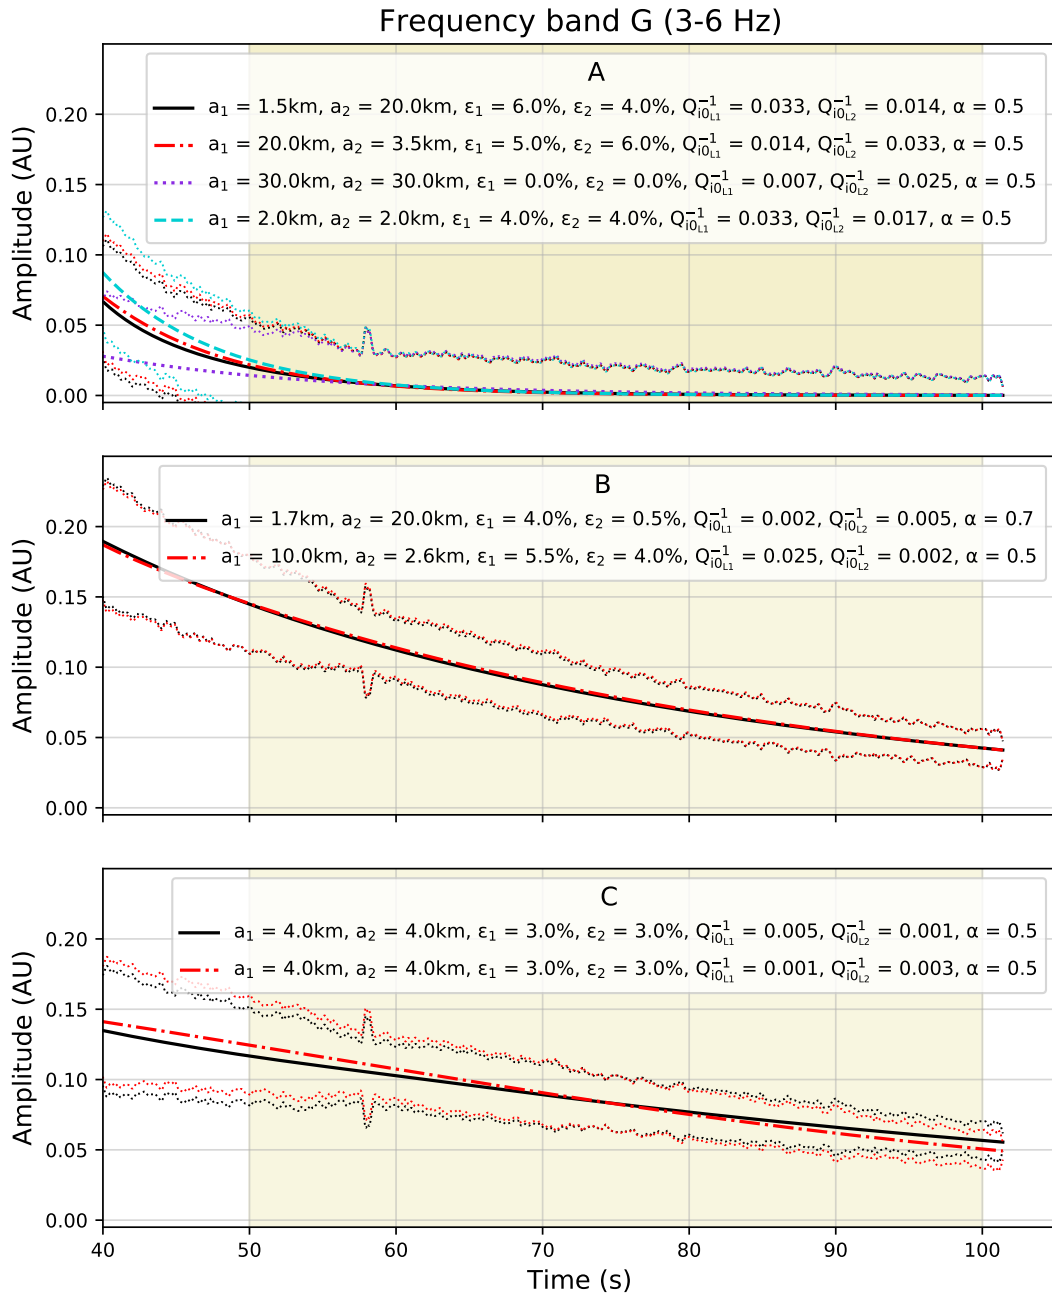 Frequency band G (3-6 Hz)
A
a₁ = 1.5km, a₂ = 20.0km, ε₁ = 6.0%, ε₂ = 4.0%, Q⁻¹i0L1 = 0.033, Q⁻¹i0L2 = 0.014, α = 0.5
a₁ = 20.0km, a₂ = 3.5km, ε₁ = 5.0%, ε₂ = 6.0%, Q⁻¹i0L1 = 0.014, Q⁻¹i0L2 = 0.033, α = 0.5
a₁ = 30.0km, a₂ = 30.0km, ε₁ = 0.0%, ε₂ = 0.0%, Q⁻¹i0L1 = 0.007, Q⁻¹i0L2 = 0.025, α = 0.5
a₁ = 2.0km, a₂ = 2.0km, ε₁ = 4.0%, ε₂ = 4.0%, Q⁻¹i0L1 = 0.033, Q⁻¹i0L2 = 0.017, α = 0.5
Amplitude (AU)
0.20
0.15
0.10
0.05
0.00
B
a₁ = 1.7km, a₂ = 20.0km, ε₁ = 4.0%, ε₂ = 0.5%, Q⁻¹i0L1 = 0.002, Q⁻¹i0L2 = 0.005, α = 0.7
a₁ = 10.0km, a₂ = 2.6km, ε₁ = 5.5%, ε₂ = 4.0%, Q⁻¹i0L1 = 0.025, Q⁻¹i0L2 = 0.002, α = 0.5
Amplitude (AU)
0.20
0.15
0.10
0.05
0.00
C
a₁ = 4.0km, a₂ = 4.0km, ε₁ = 3.0%, ε₂ = 3.0%, Q⁻¹i0L1 = 0.005, Q⁻¹i0L2 = 0.001, α = 0.5
a₁ = 4.0km, a₂ = 4.0km, ε₁ = 3.0%, ε₂ = 3.0%, Q⁻¹i0L1 = 0.001, Q⁻¹i0L2 = 0.003, α = 0.5
Amplitude (AU)
0.20
0.15
0.10
0.05
0.00
40 50 60 70 80 90 100
Time (s)